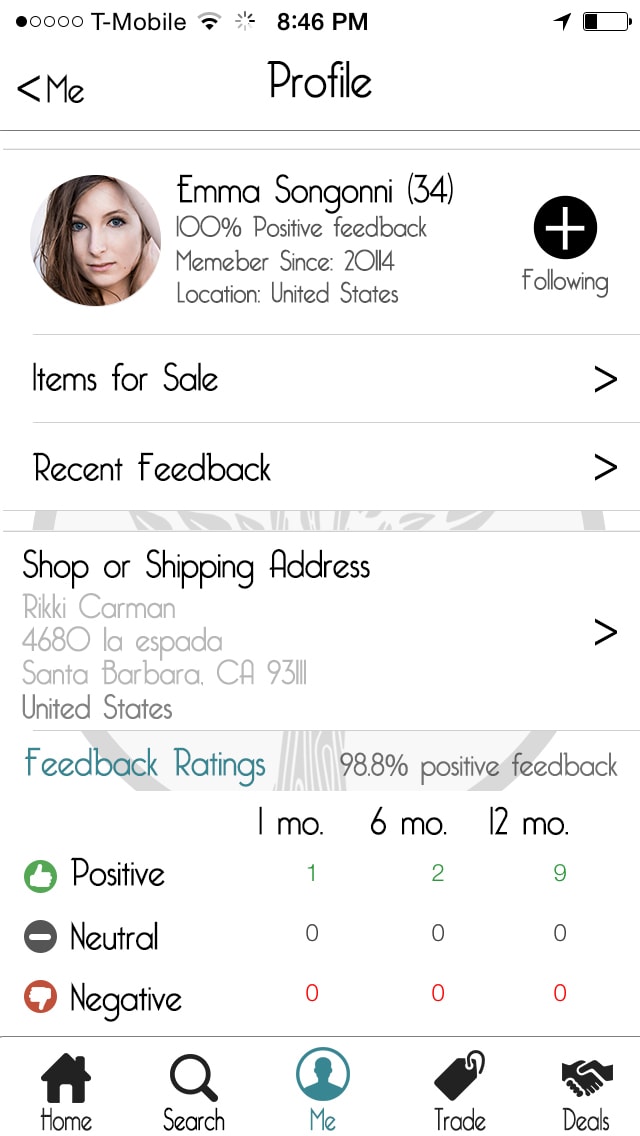 T-Mobile 8:46 PM
<Me Profile
Emma Songonni (34)
100% Positive feedback
Memeber Since: 20114
Location: United States
Following
Items for Sale >
Recent Feedback >
Shop or Shipping Address
Rikki Carman
4680 la espada
Santa Barbara, CA 93111
United States
>
Feedback Ratings 98.8% positive feedback
1 mo. 6 mo. 12 mo.
Positive 1 2 9
Neutral 0 0 0
Negative 0 0 0
Home Search Me Trade Deals